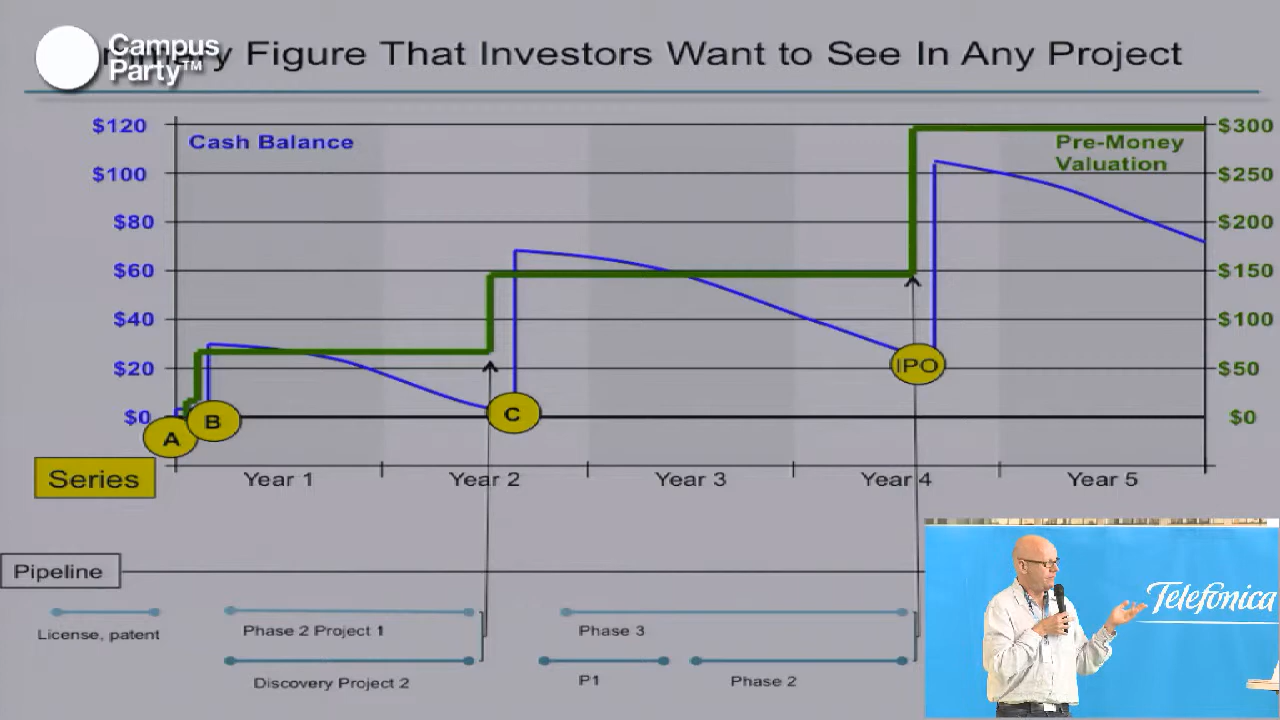 Campus
Party™
Figure That Investors Want to See In Any Project
$120
$100
$80
$60
$40
$20
$0
Cash Balance
Pre-Money
Valuation
$300
$250
$200
$150
$100
$50
$0
A
B
C
IPO
Series
Year 1
Year 2
Year 3
Year 4
Year 5
Pipeline
License, patent
Phase 2 Project 1
Discovery Project 2
Phase 3
P1
Phase 2
Telefónica